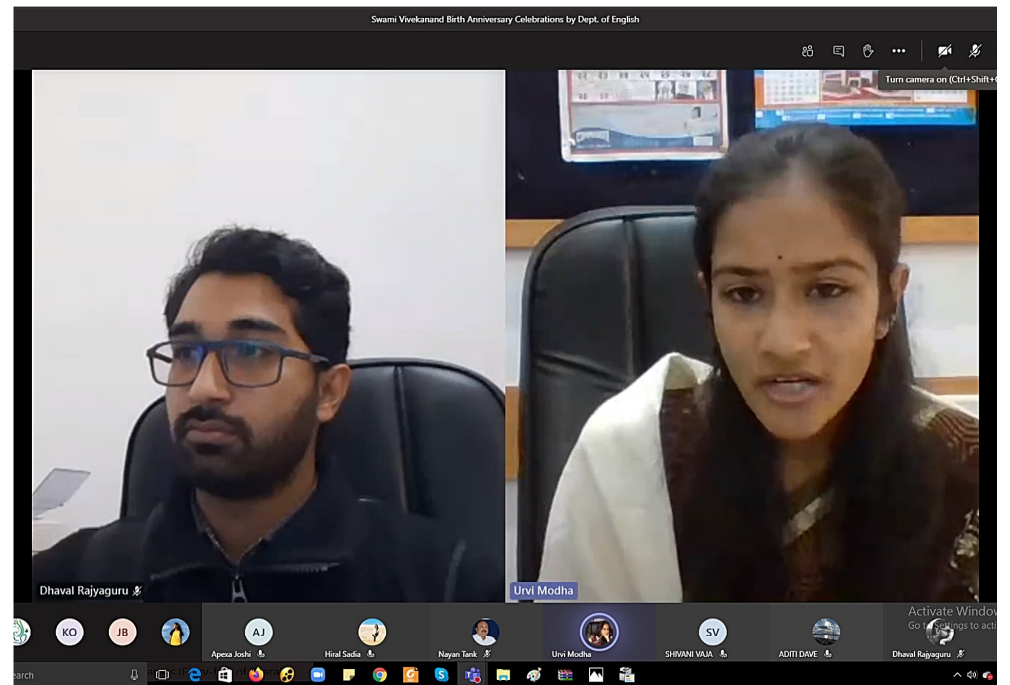 Swami Vivekanand Birth Anniversary Celebrations by Dept. of English
Turn camera on (Ctrl+Shift+
Dhaval Rajyaguru
Urvi Modha
Activate Window
Go to Settings to acti
KO
JB
AJ
SV
Apexa Joshi
Hiral Sadia
Nayan Tank
Urvi Modha
SHIVANI VAJA
ADITI DAVE
Dhaval Rajyaguru
earch